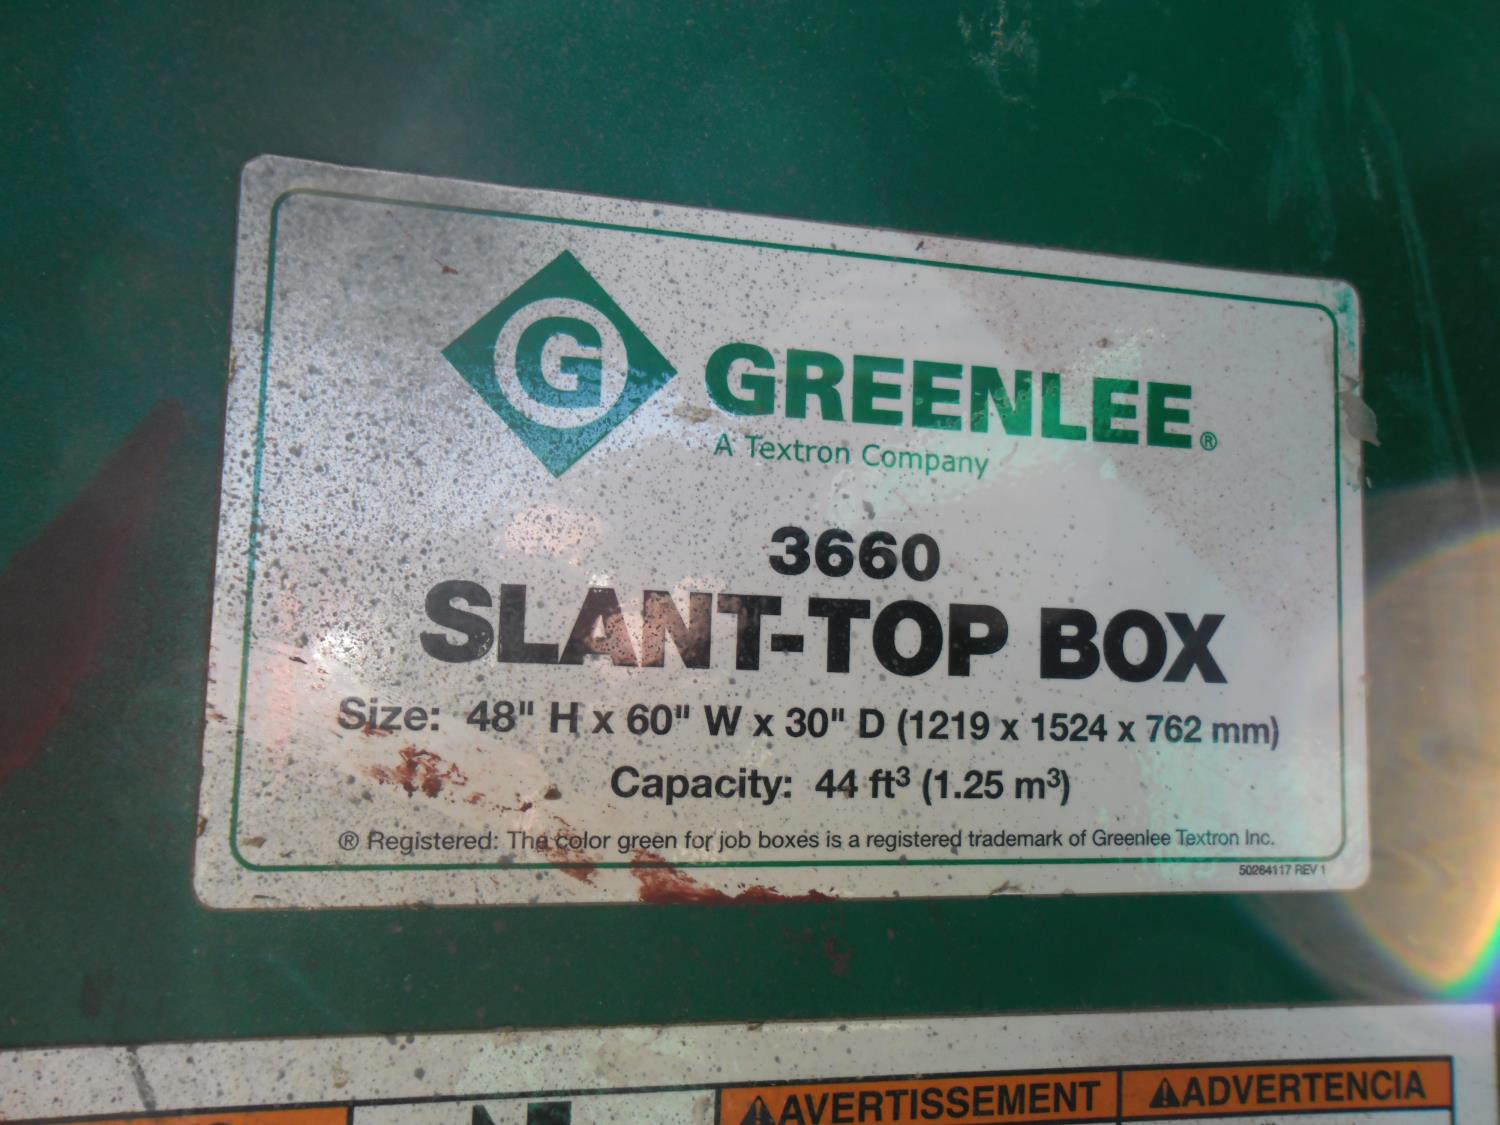 G
GREENLEE®
A Textron Company
3660
SLANT-TOP BOX
Size: 48" H x 60" W x 30" D (1219 x 1524 x 762 mm)
Capacity: 44 ft³ (1.25 m³)
® Registered: The color green for job boxes is a registered trademark of Greenlee Textron Inc.
50264117 REV 1
AVERTISSEMENT
ADVERTENCIA